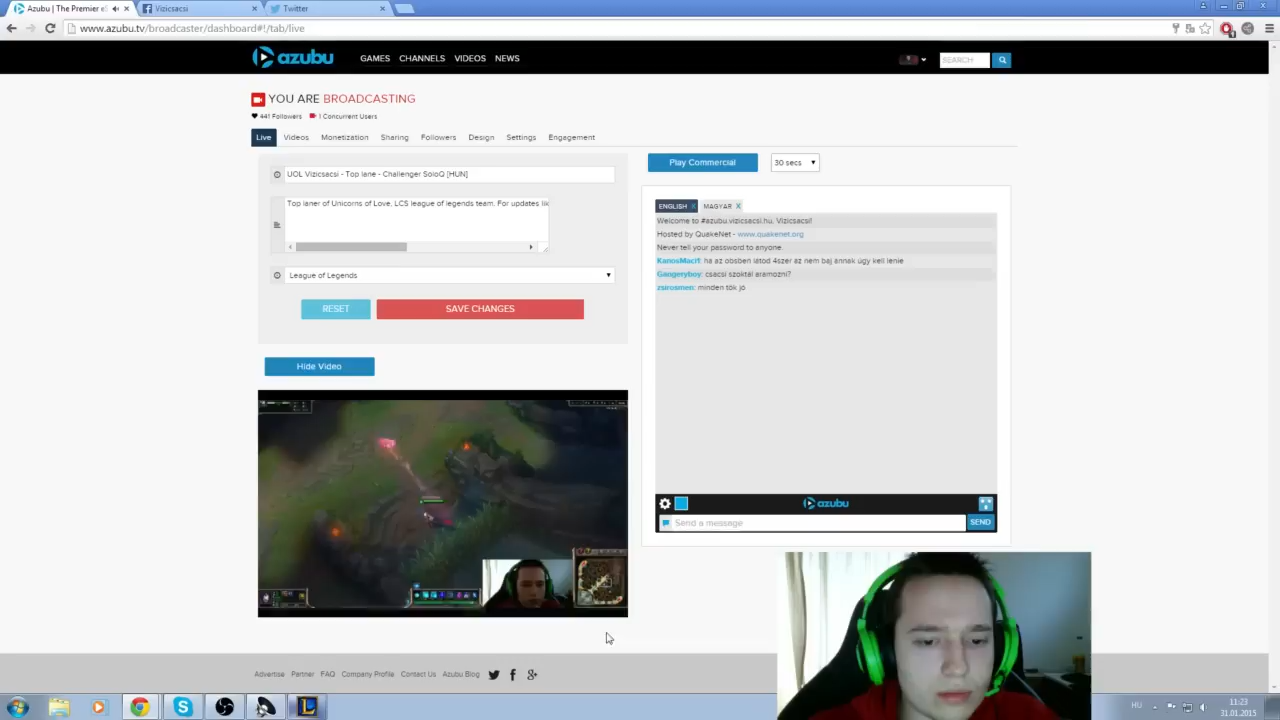 Azubu | The Premier e
Vizicsacsi
Twitter
www.azubu.tv/broadcaster/dashboard#!/tab/live
azubu
GAMES CHANNELS VIDEOS NEWS
SEARCH
YOU ARE BROADCASTING
441 Followers 1 Concurrent Users
Live Videos Monetization Sharing Followers Design Settings Engagement
UOL Vizicsacsi - Top lane - Challenger SoloQ [HUN]
Top laner of Unicorns of Love, LCS league of legends team. For updates lik
League of Legends
RESET SAVE CHANGES
Hide Video
Play Commercial 30 secs
ENGLISH X MAGYAR X
Welcome to #azubu.vizicsacsi.hu, Vizicsacsi!
Hosted by QuakeNet - www.quakenet.org
Never tell your password to anyone.
KanosMaci1: ha az obsben látod 4szer az nem baj annak úgy kell lenie
Gangeryboy: csacsi szoktál aramozni?
zsirosmen: minden tök jó
azubu
Send a message SEND
Advertise Partner FAQ Company Profile Contact Us Azubu Blog
HU
11:23
31.01.2015